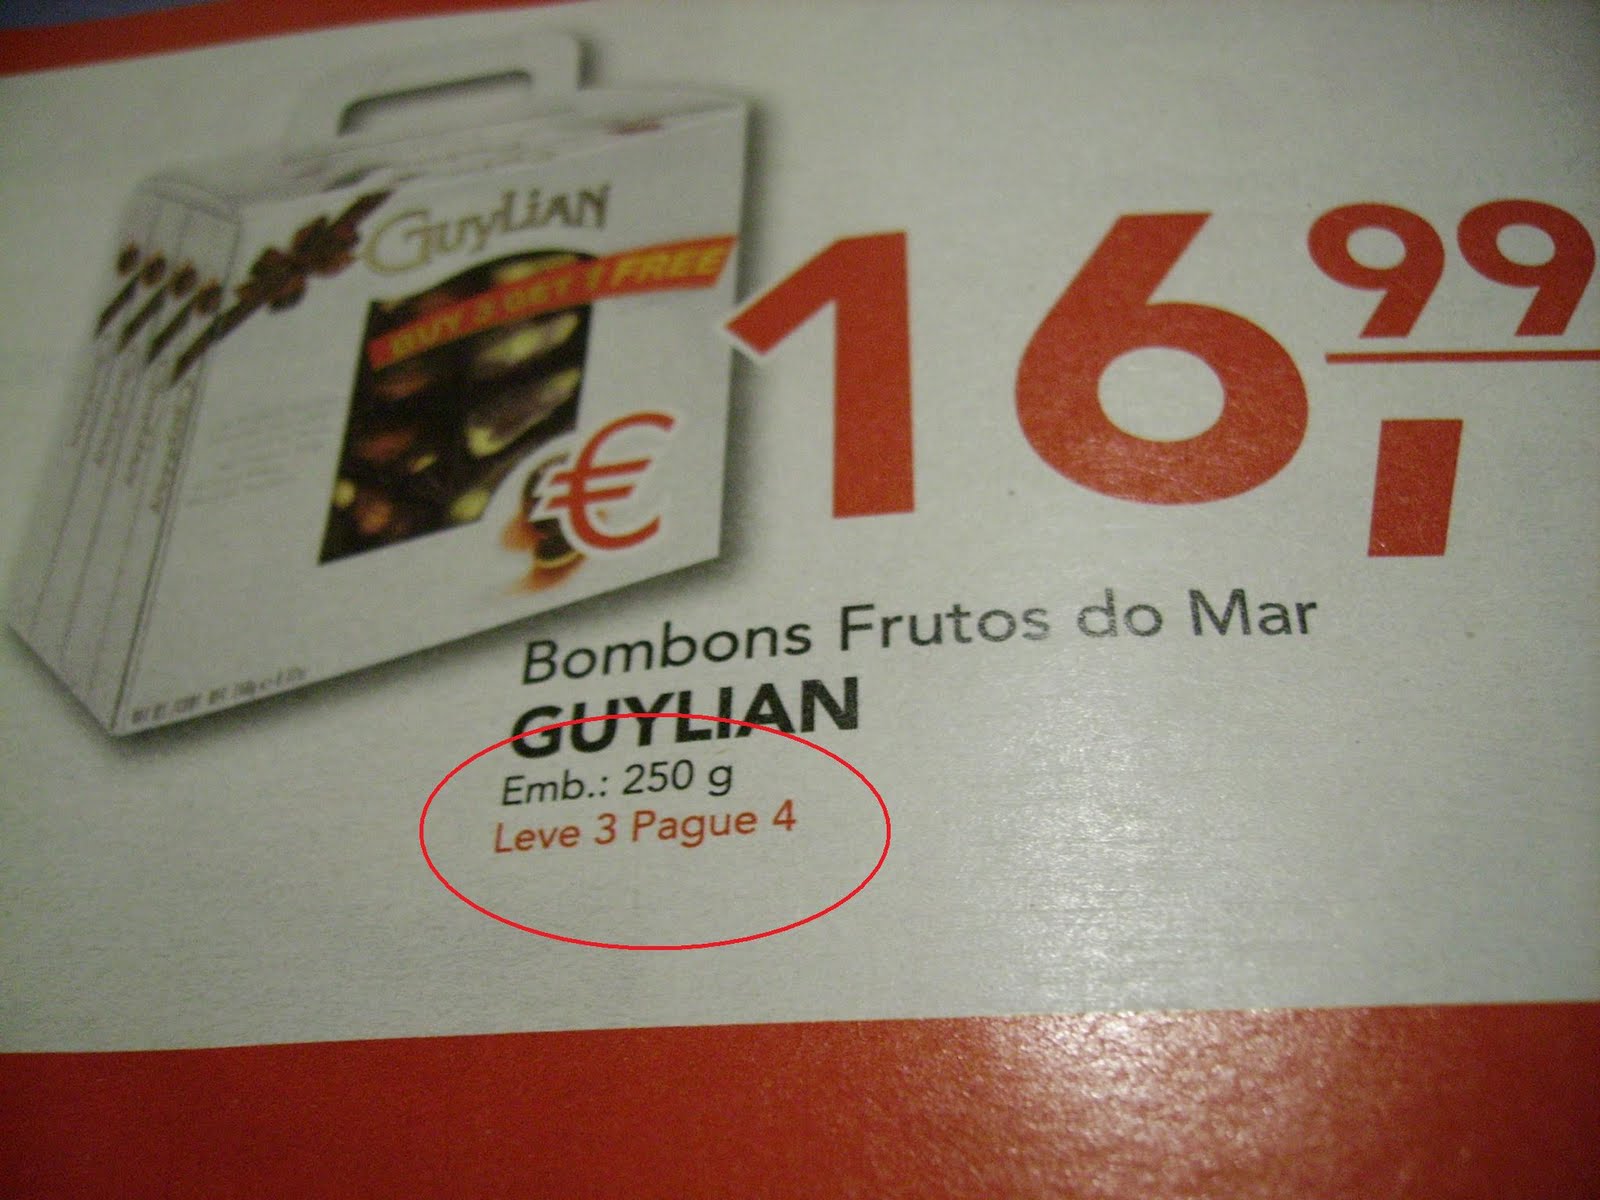 GUYLIAN
BUY 3 GET 1 FREE
€16,99
Bombons Frutos do Mar
GUYLIAN
Emb.: 250 g
Leve 3 Pague 4